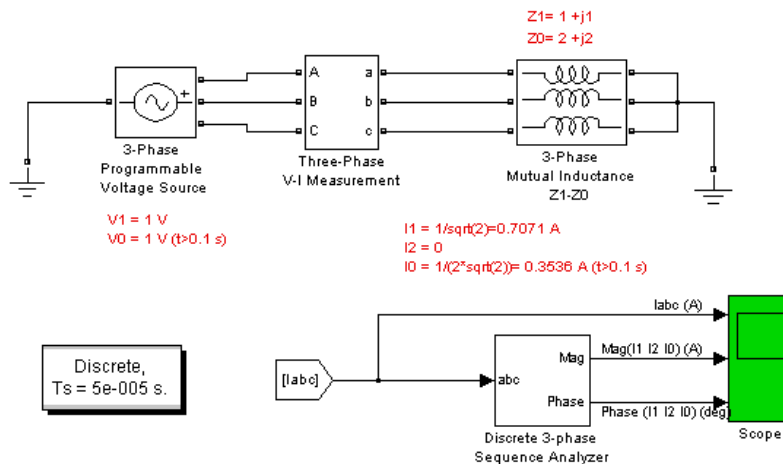 Z1= 1 +j1
Z0= 2 +j2
A
a
+
B
b
C
c
3-Phase
Programmable
Voltage Source
Three-Phase
V-I Measurement
3-Phase
Mutual Inductance
Z1-Z0
V1 = 1 V
V0 = 1 V (t>0.1 s)
I1 = 1/sqrt(2)=0.7071 A
I2 = 0
I0 = 1/(2*sqrt(2))= 0.3536 A (t>0.1 s)
Iabc (A)
Discrete,
Ts = 5e-005 s.
[Iabc]
abc
Mag
Mag(I1 I2 I0) (A)
Phase
Phase (I1 I2 I0) (deg)
Discrete 3-phase
Sequence Analyzer
Scope